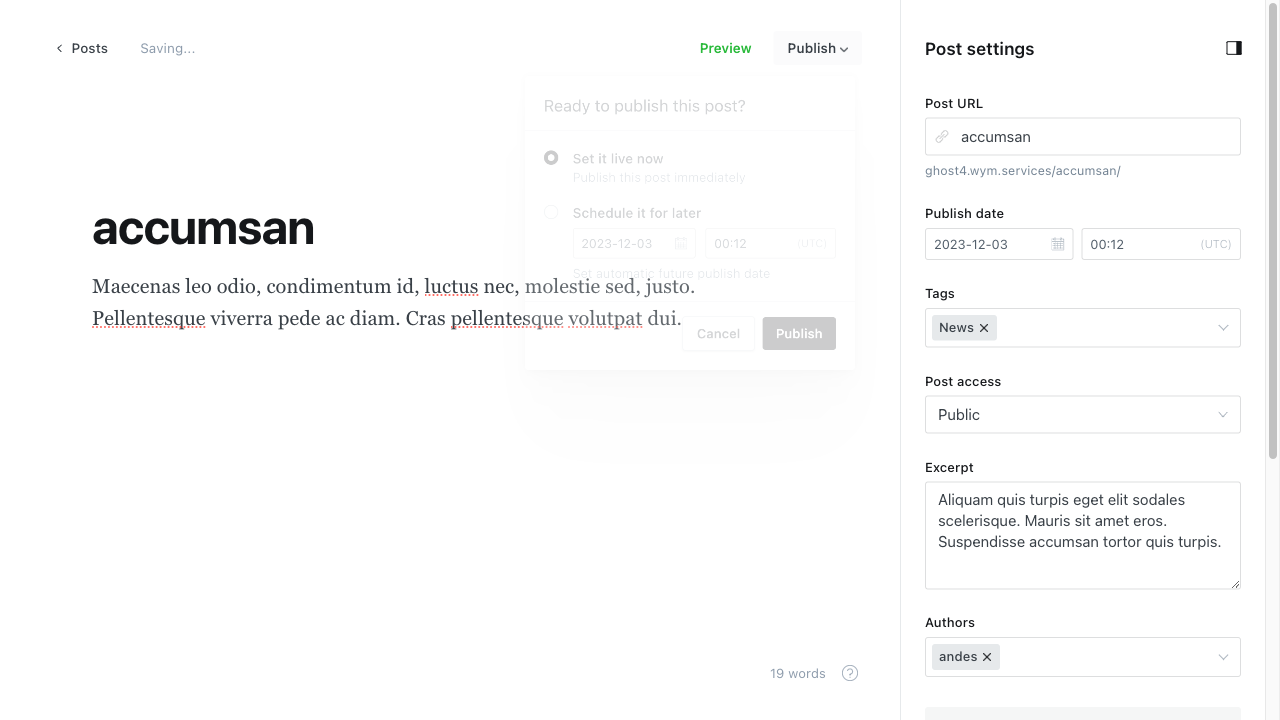 Posts
Saving...
Preview
Publish
Ready to publish this post?
Set it live now
Publish this post immediately
Schedule it for later
2023-12-03
00:12
(UTC)
Set automatic future publish date
Cancel
Publish
accumsan
Maecenas leo odio, condimentum id, luctus nec, molestie sed, justo.
Pellentesque viverra pede ac diam. Cras pellentesque volutpat dui.
19 words
?
Post settings
Post URL
accumsan
ghost4.wym.services/accumsan/
Publish date
2023-12-03
00:12
(UTC)
Tags
News
Post access
Public
Excerpt
Aliquam quis turpis eget elit sodales
scelerisque. Mauris sit amet eros.
Suspendisse accumsan tortor quis turpis.
Authors
andes